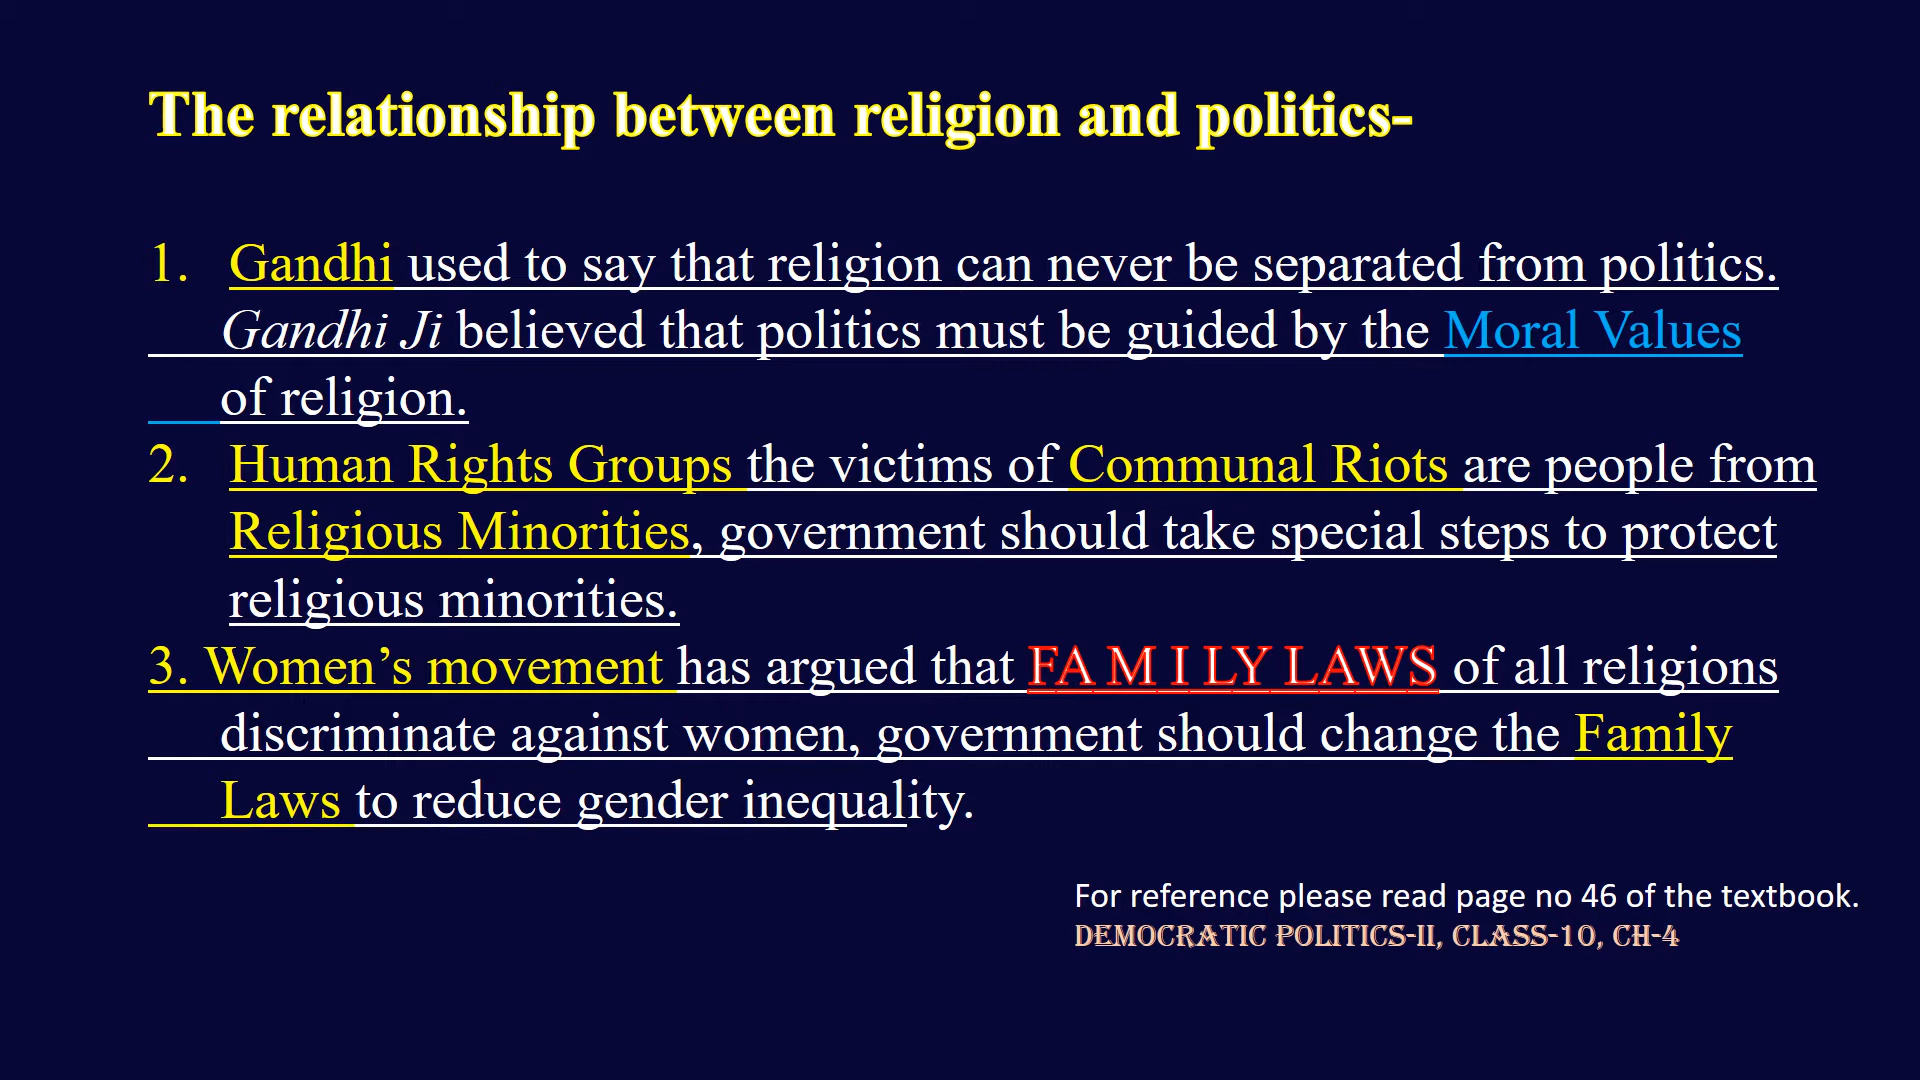 The relationship between religion and politics-
1. Gandhi used to say that religion can never be separated from politics.
Gandhi Ji believed that politics must be guided by the Moral Values
of religion.
2. Human Rights Groups the victims of Communal Riots are people from
Religious Minorities, government should take special steps to protect
religious minorities.
3. Women’s movement has argued that FA M I LY LAWS of all religions
discriminate against women, government should change the Family
Laws to reduce gender inequality.
For reference please read page no 46 of the textbook.
DEMOCRATIC POLITICS-II, CLASS-10, CH-4